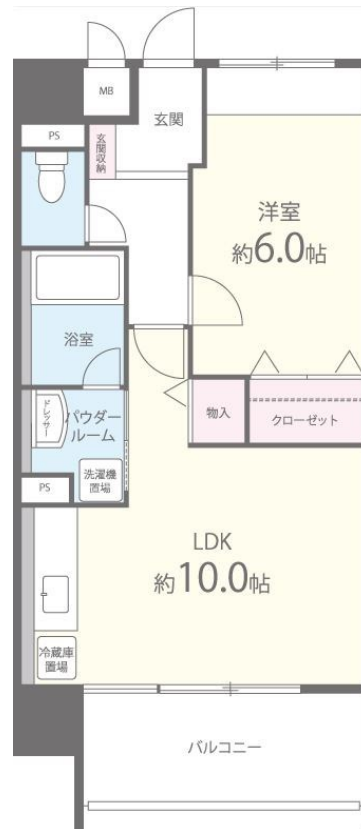 MB
玄関
PS
玄関収納
洋室
約6.0帖
浴室
物入
クローゼット
ドレッサー
パウダー
ルーム
洗濯機
置場
PS
LDK
約10.0帖
冷蔵庫
置場
バルコニー